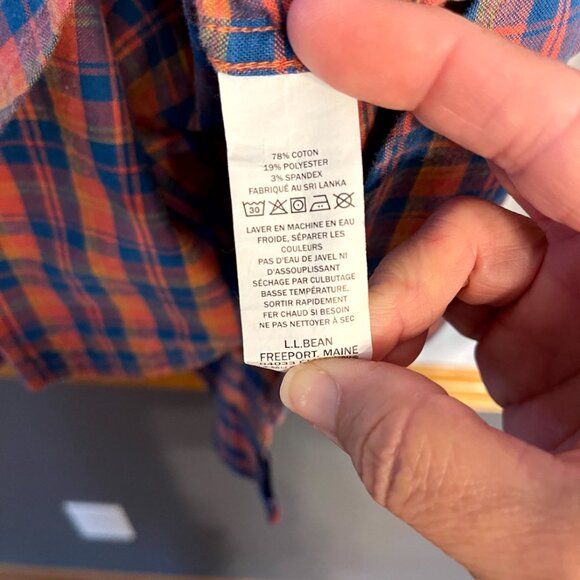 78% COTON
19% POLYESTER
3% SPANDEX
FABRIQUÉ AU SRI LANKA
30
LAVER EN MACHINE EN EAU
FROIDE, SÉPARER LES
COULEURS
PAS D'EAU DE JAVEL NI
D'ASSOUPLISSANT
SÉCHAGE PAR CULBUTAGE
BASSE TEMPÉRATURE,
SORTIR RAPIDEMENT
FER CHAUD SI BESOIN
NE PAS NETTOYER À SEC
L.L.BEAN
FREEPORT, MAINE
04033